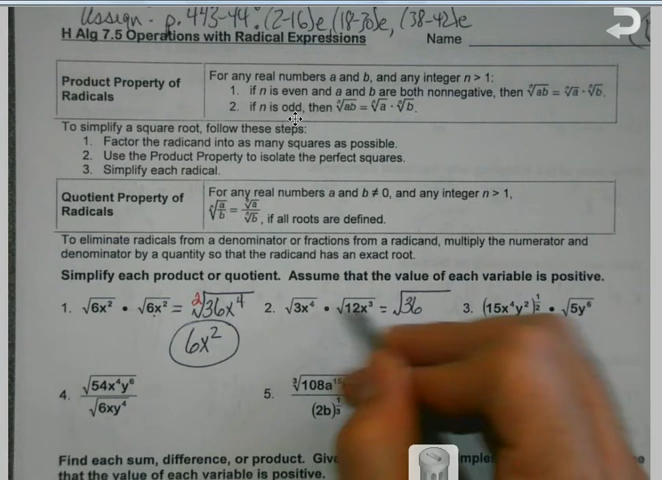 Assign - p. 443-44: (2-16)e, (18-30)e, (38-42)e
H Alg 7.5 Operations with Radical Expressions Name
Product Property of Radicals
For any real numbers a and b, and any integer n > 1:
1. if n is even and a and b are both nonnegative, then ⁿ√ab = ⁿ√a · ⁿ√b.
2. if n is odd, then ⁿ√ab = ⁿ√a · ⁿ√b.
To simplify a square root, follow these steps:
1. Factor the radicand into as many squares as possible.
2. Use the Product Property to isolate the perfect squares.
3. Simplify each radical.
Quotient Property of Radicals
For any real numbers a and b ≠ 0, and any integer n > 1,
ⁿ√(a/b) = ⁿ√a / ⁿ√b, if all roots are defined.
To eliminate radicals from a denominator or fractions from a radicand, multiply the numerator and
denominator by a quantity so that the radicand has an exact root.
Simplify each product or quotient. Assume that the value of each variable is positive.
1. √6x² • √6x² = ²√36x⁴ 2. √3x⁴ • √12x³ = √36 3. (15x⁴y²)^½ • √5y⁶
6x²
4. √54x⁴y⁶ / √6xy⁴ 5. ³√108a / (2b)^⅓
Find each sum, difference, or product.
that the value of each variable is positive.